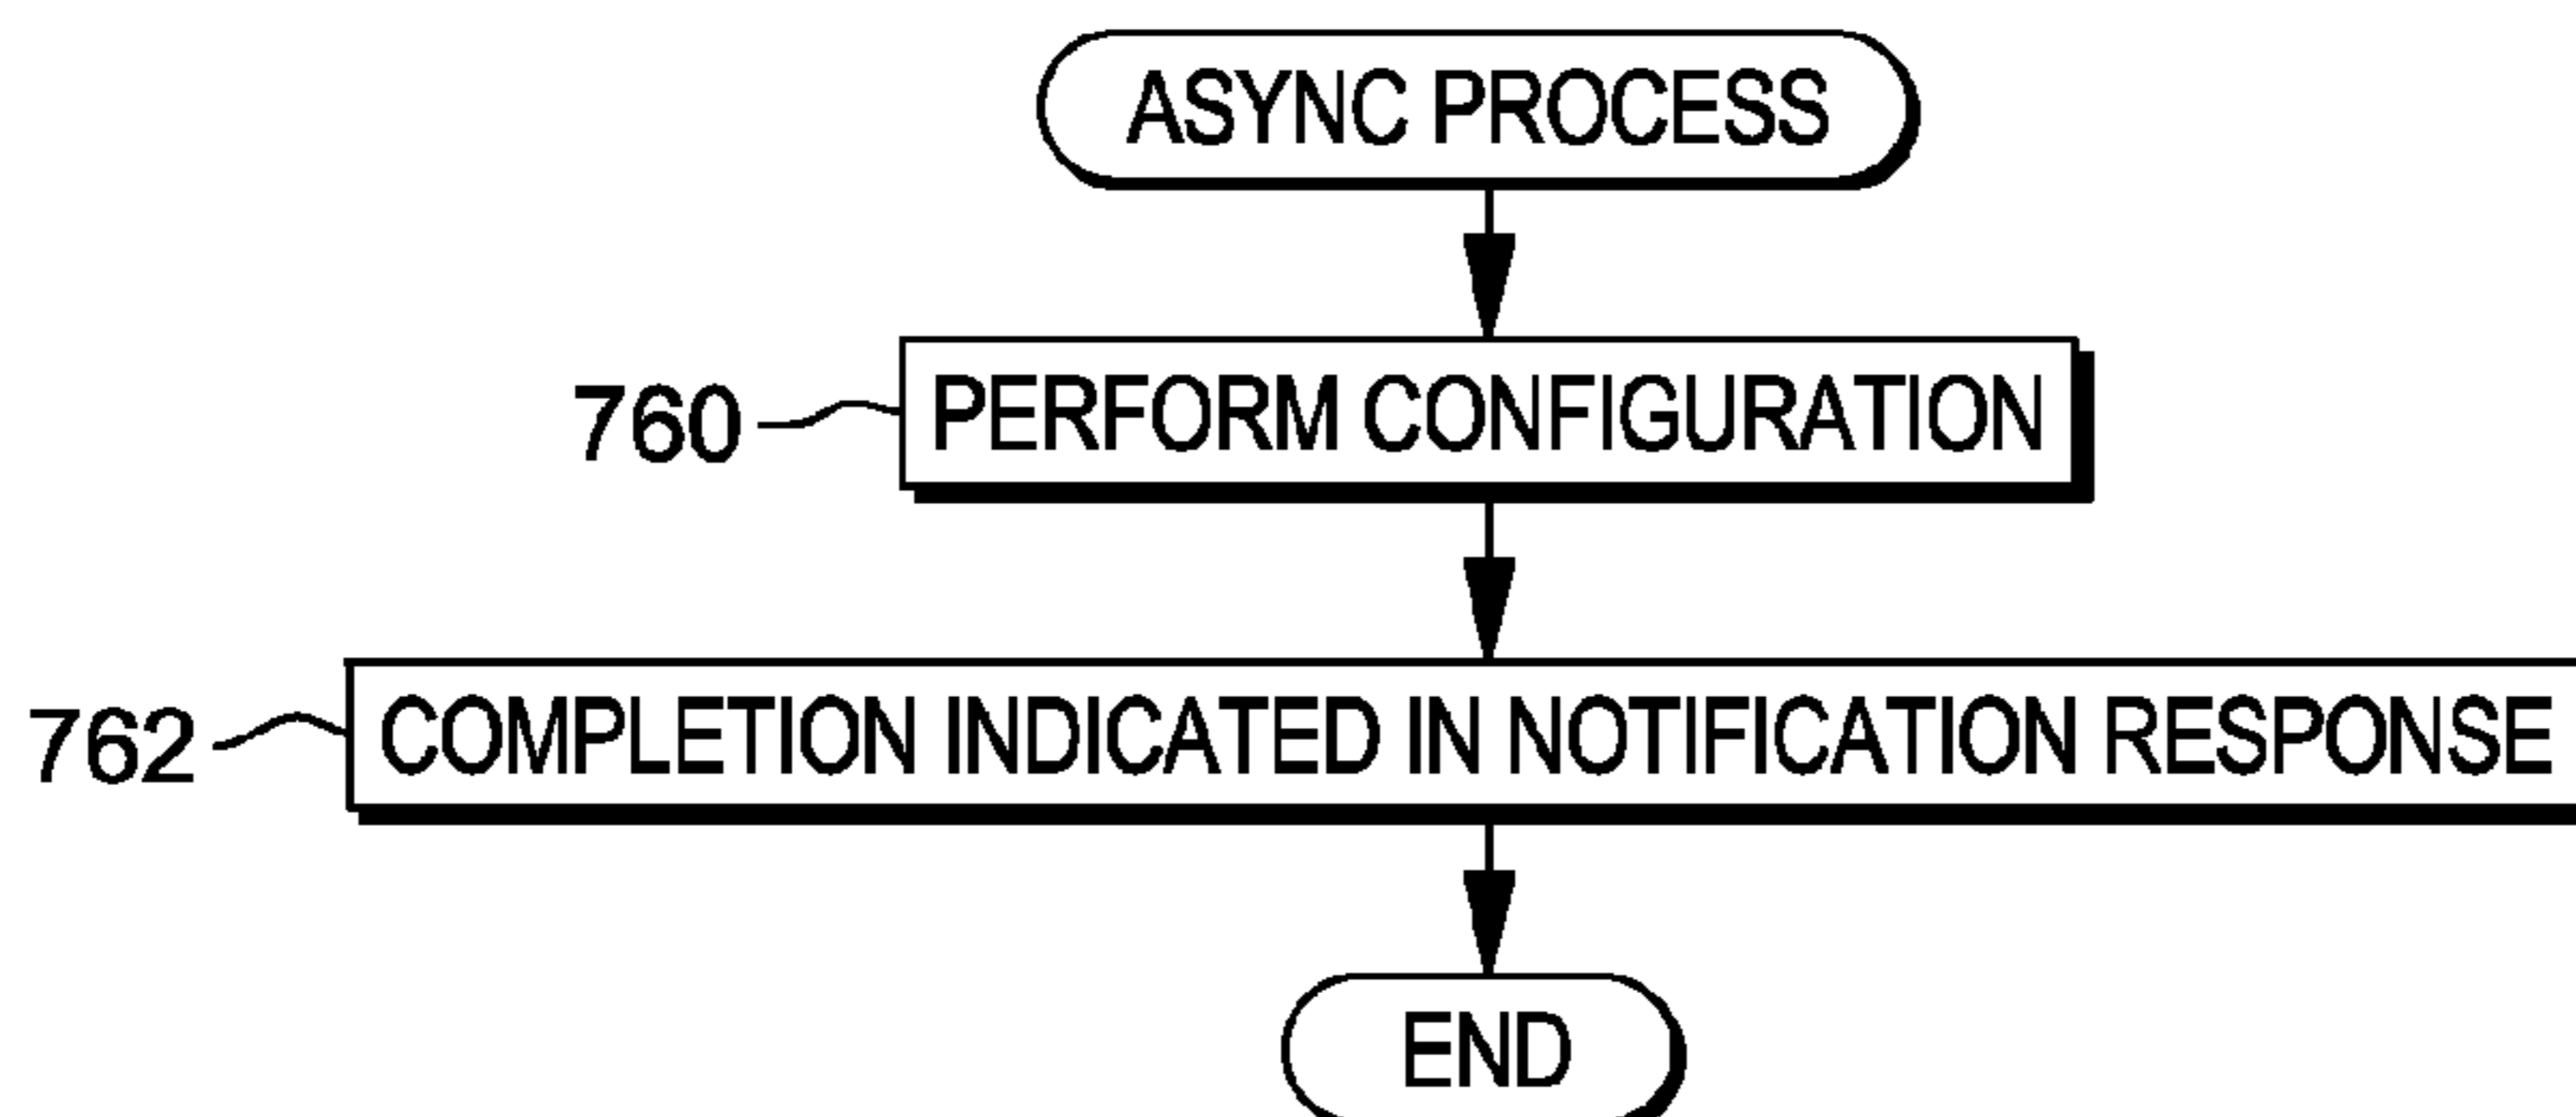 ASYNC PROCESS
760 PERFORM CONFIGURATION
762 COMPLETION INDICATED IN NOTIFICATION RESPONSE
END